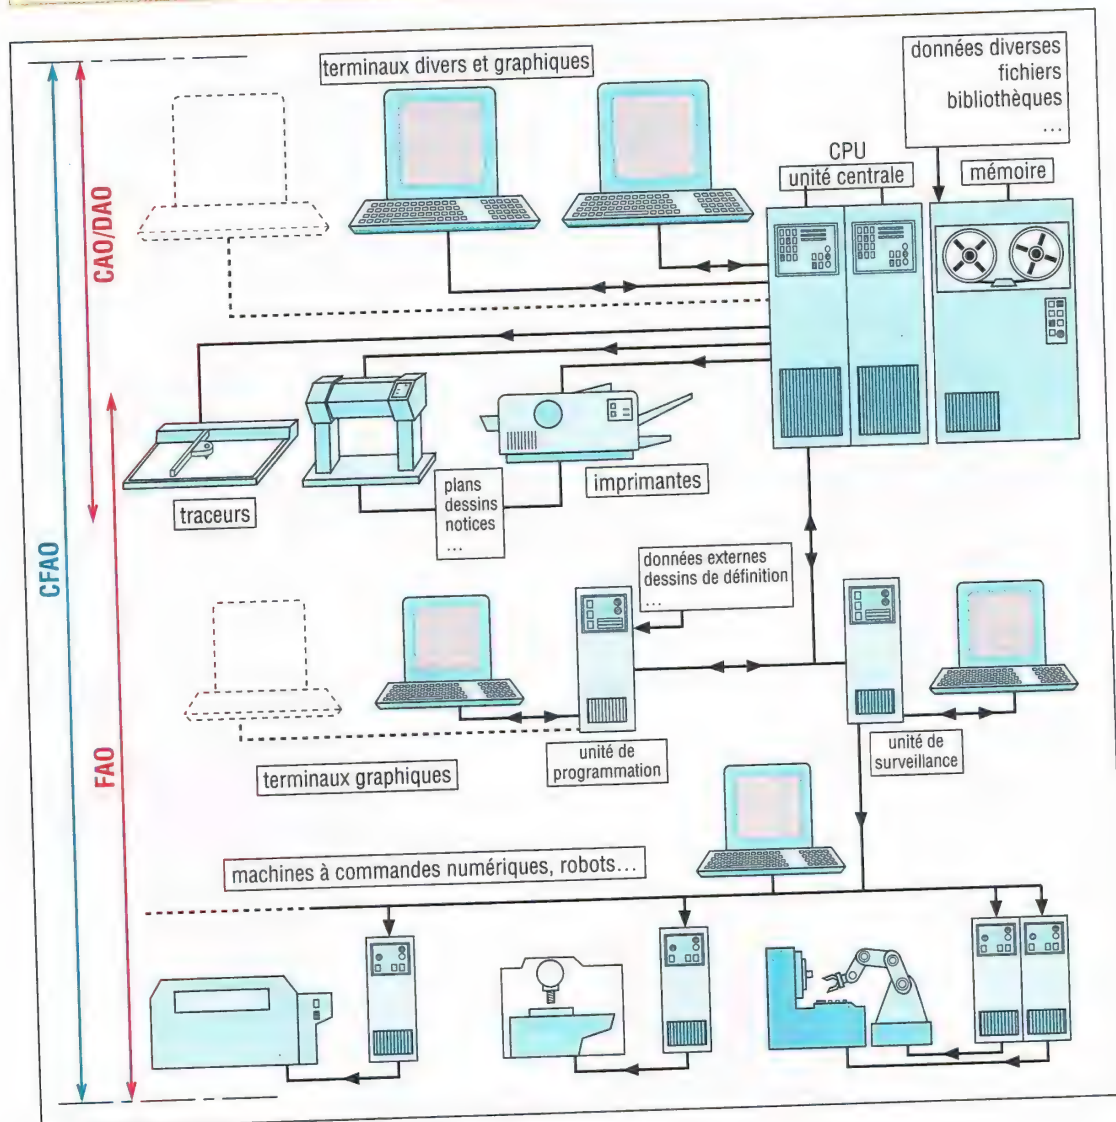 terminaux divers et graphiques
données diverses
fichiers
bibliothèques
...
CPU
unité centrale
mémoire
CAO/DAO
traceurs
plans
dessins
notices
...
imprimantes
CFAO
données externes
dessins de définition
...
FAO
terminaux graphiques
unité de
programmation
unité de
surveillance
machines à commandes numériques, robots...